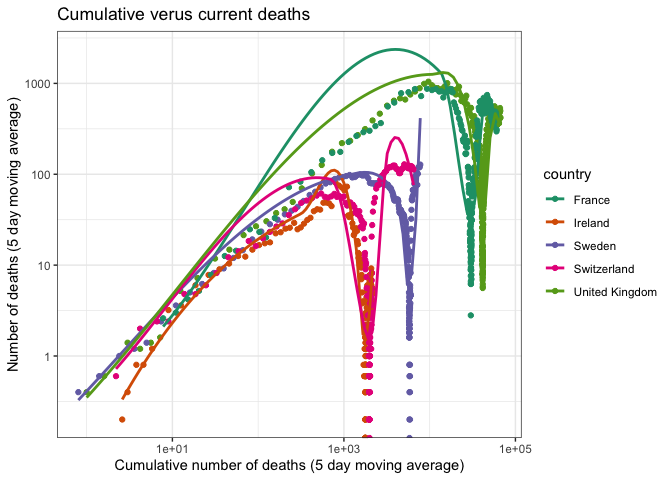 Cumulative verus current deaths
Number of deaths (5 day moving average)
1000
100
10
1
1e+01
1e+03
1e+05
Cumulative number of deaths (5 day moving average)
country
France
Ireland
Sweden
Switzerland
United Kingdom